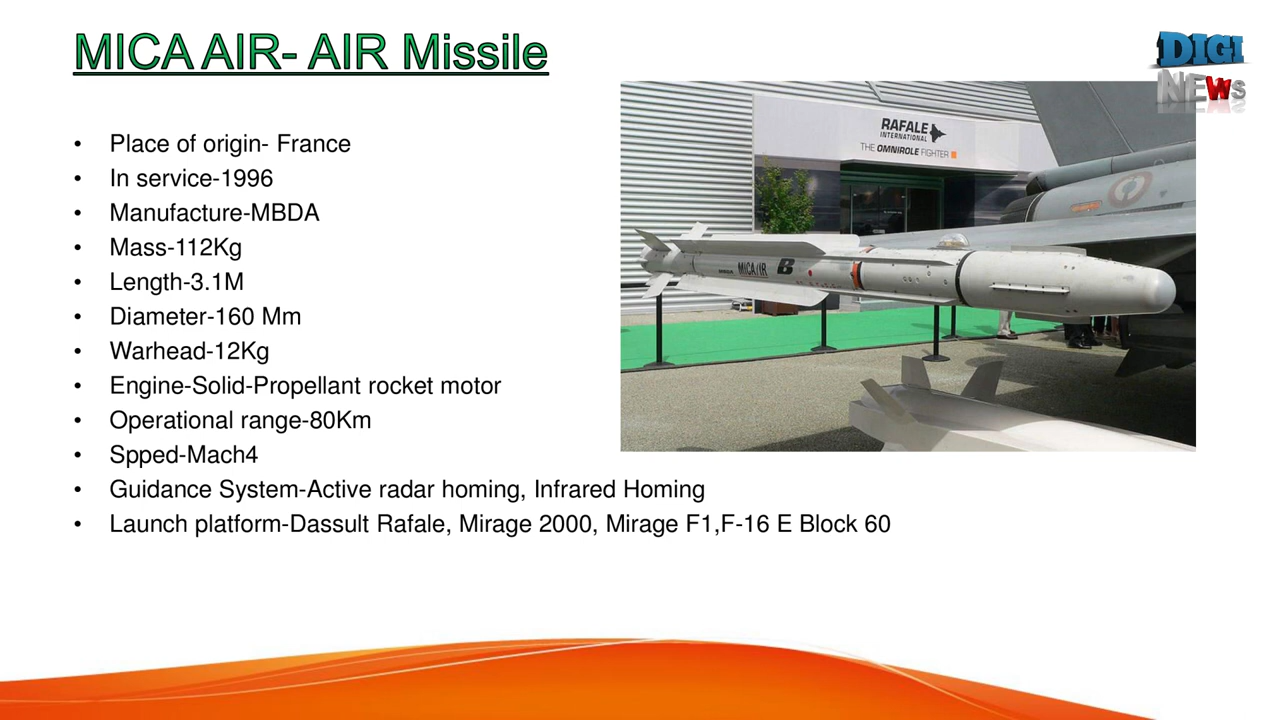 MICA AIR- AIR Missile
DIGI
NEWs
RAFALE
INTERNATIONAL
THE OMNIROLE FIGHTER
MICA/IR B
• Place of origin- France
• In service-1996
• Manufacture-MBDA
• Mass-112Kg
• Length-3.1M
• Diameter-160 Mm
• Warhead-12Kg
• Engine-Solid-Propellant rocket motor
• Operational range-80Km
• Spped-Mach4
• Guidance System-Active radar homing, Infrared Homing
• Launch platform-Dassult Rafale, Mirage 2000, Mirage F1,F-16 E Block 60